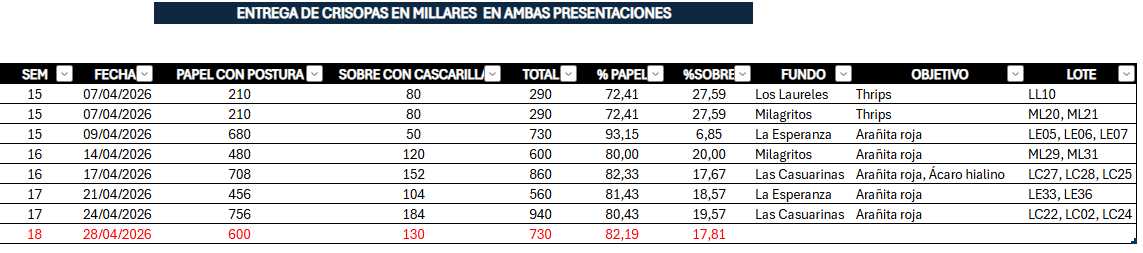 ENTREGA DE CRISOPAS EN MILLARES EN AMBAS PRESENTACIONES
SEM FECHA PAPEL CON POSTURA SOBRE CON CASCARILLA TOTAL % PAPEL %SOBRE FUNDO OBJETIVO LOTE
15 07/04/2026 210 80 290 72,41 27,59 Los Laureles Thrips LL10
15 07/04/2026 210 80 290 72,41 27,59 Milagritos Thrips ML20, ML21
15 09/04/2026 680 50 730 93,15 6,85 La Esperanza Arañita roja LE05, LE06, LE07
16 14/04/2026 480 120 600 80,00 20,00 Milagritos Arañita roja ML29, ML31
16 17/04/2026 708 152 860 82,33 17,67 Las Casuarinas Arañita roja, Ácaro hialino LC27, LC28, LC25
17 21/04/2026 456 104 560 81,43 18,57 La Esperanza Arañita roja LE33, LE36
17 24/04/2026 756 184 940 80,43 19,57 Las Casuarinas Arañita roja LC22, LC02, LC24
18 28/04/2026 600 130 730 82,19 17,81